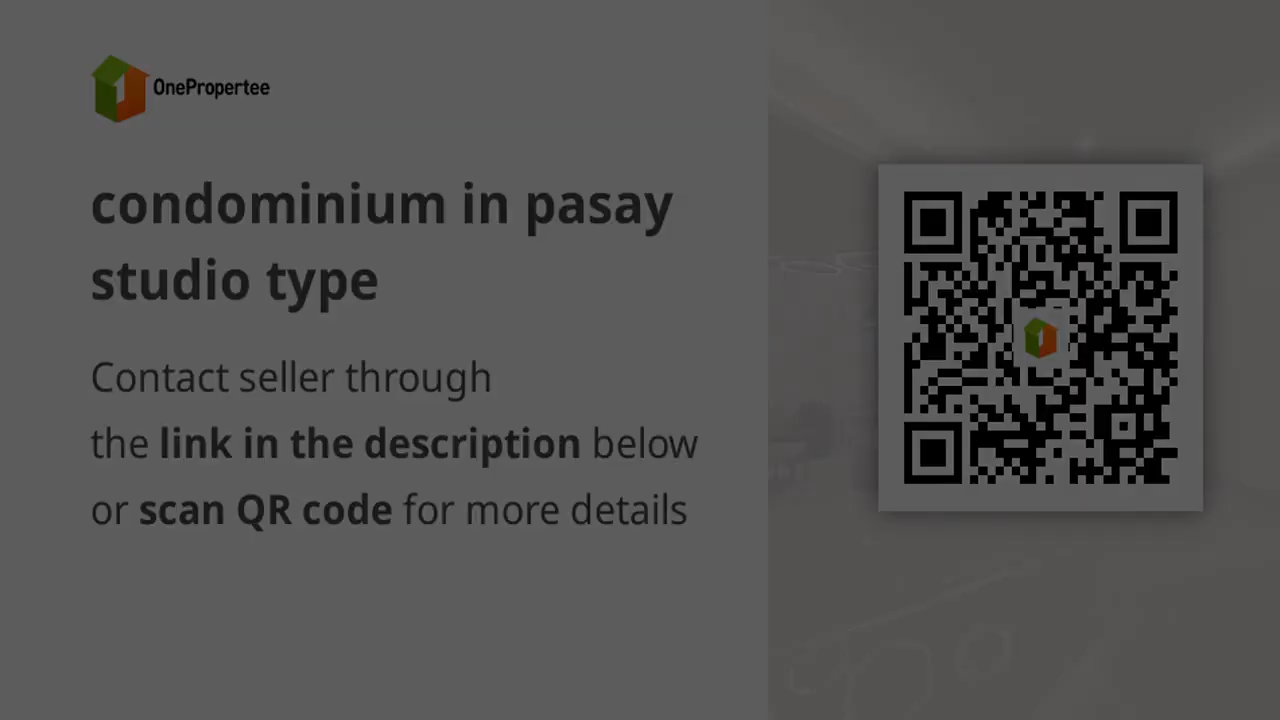 OnePropertee
condominium in pasay
studio type
Contact seller through
the link in the description below
or scan QR code for more details